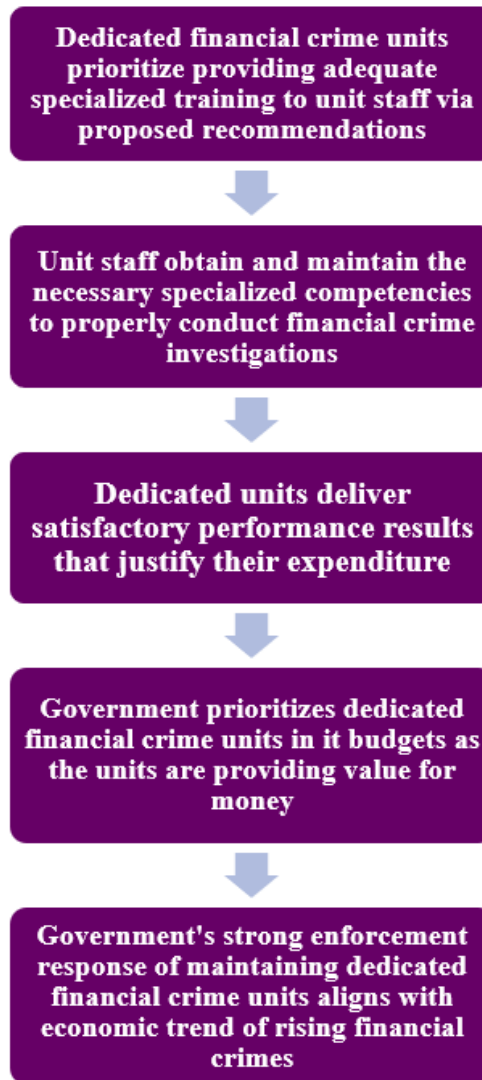 Dedicated financial crime units
prioritize providing adequate
specialized training to unit staff via
proposed recommendations
Unit staff obtain and maintain the
necessary specialized competencies
to properly conduct financial crime
investigations
Dedicated units deliver
satisfactory performance results
that justify their expenditure
Government prioritizes dedicated
financial crime units in it budgets as
the units are providing value for
money
Government's strong enforcement
response of maintaining dedicated
financial crime units aligns with
economic trend of rising financial
crimes